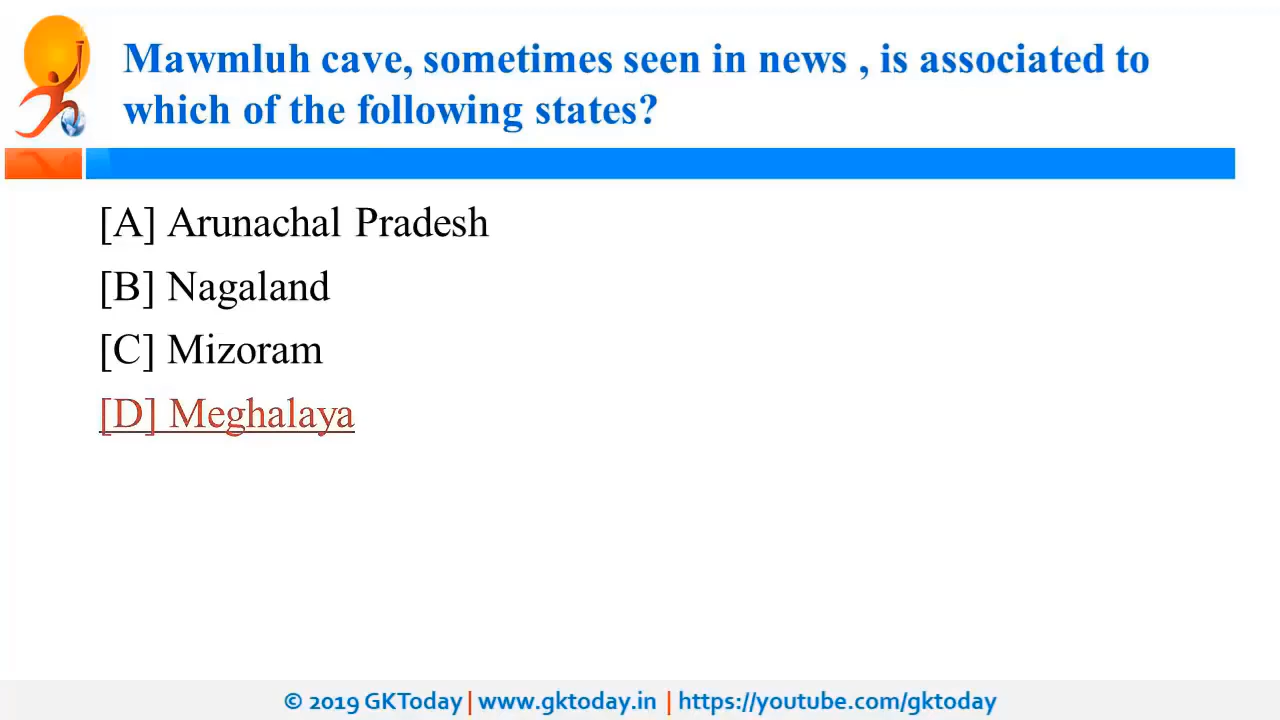 Mawmluh cave, sometimes seen in news , is associated to
which of the following states?
[A] Arunachal Pradesh
[B] Nagaland
[C] Mizoram
[D] Meghalaya
© 2019 GKToday | www.gktoday.in | https://youtube.com/gktoday